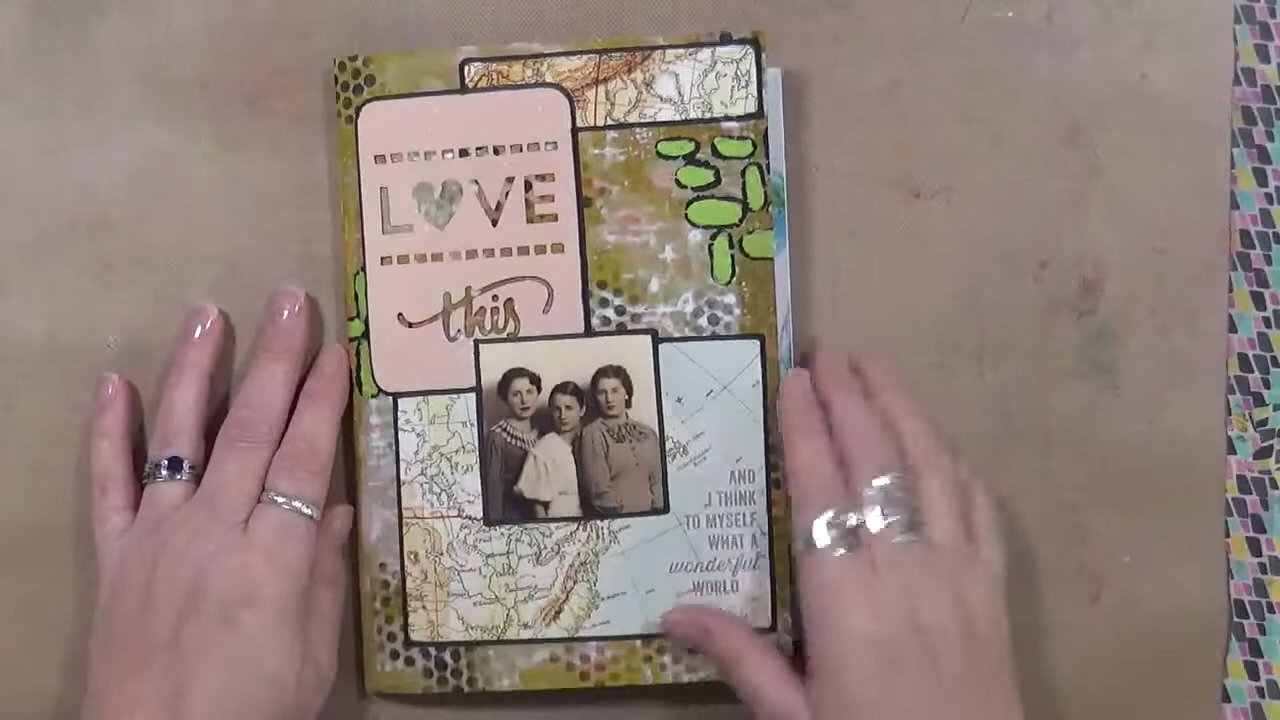 LOVE
this
AND
I THINK
TO MYSELF
WHAT A
wonderful
WORLD